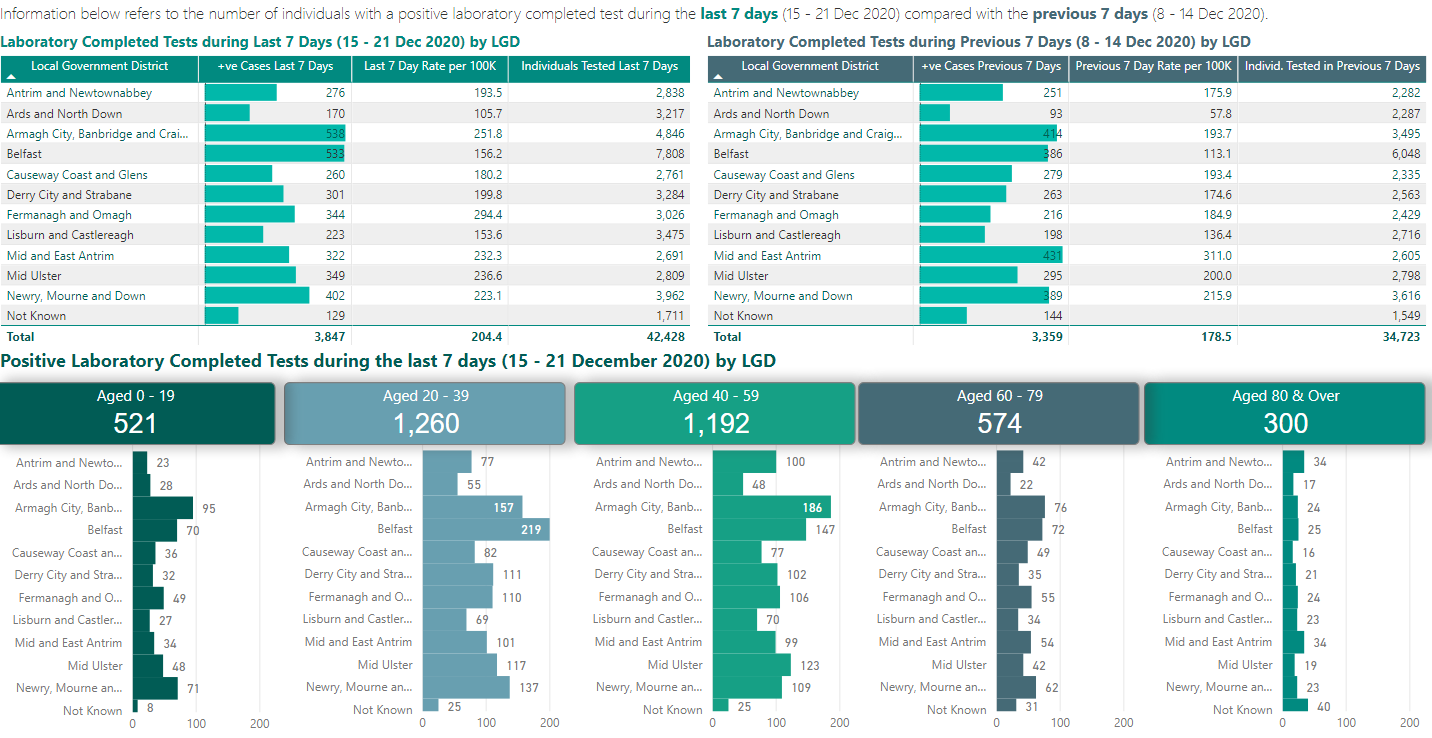 Information below refers to the number of individuals with a positive laboratory completed test during the last 7 days (15 - 21 Dec 2020) compared with the previous 7 days (8 - 14 Dec 2020).
Laboratory Completed Tests during Last 7 Days (15 - 21 Dec 2020) by LGD
Local Government District +ve Cases Last 7 Days Last 7 Day Rate per 100K Individuals Tested Last 7 Days
Antrim and Newtownabbey 276 193.5 2,838
Ards and North Down 170 105.7 3,217
Armagh City, Banbridge and Crai... 538 251.8 4,846
Belfast 533 156.2 7,808
Causeway Coast and Glens 260 180.2 2,761
Derry City and Strabane 301 199.8 3,284
Fermanagh and Omagh 344 294.4 3,026
Lisburn and Castlereagh 223 153.6 3,475
Mid and East Antrim 322 232.3 2,691
Mid Ulster 349 236.6 2,809
Newry, Mourne and Down 402 223.1 3,962
Not Known 129 1,711
Total 3,847 204.4 42,428
Laboratory Completed Tests during Previous 7 Days (8 - 14 Dec 2020) by LGD
Local Government District +ve Cases Previous 7 Days Previous 7 Day Rate per 100K Individ. Tested in Previous 7 Days
Antrim and Newtownabbey 251 175.9 2,282
Ards and North Down 93 57.8 2,287
Armagh City, Banbridge and Craig... 414 193.7 3,495
Belfast 386 113.1 6,048
Causeway Coast and Glens 279 193.4 2,335
Derry City and Strabane 263 174.6 2,563
Fermanagh and Omagh 216 184.9 2,429
Lisburn and Castlereagh 198 136.4 2,716
Mid and East Antrim 431 311.0 2,605
Mid Ulster 295 200.0 2,798
Newry, Mourne and Down 389 215.9 3,616
Not Known 144 1,549
Total 3,359 178.5 34,723
Positive Laboratory Completed Tests during the last 7 days (15 - 21 December 2020) by LGD
Aged 0 - 19
521
Antrim and Newto... 23
Ards and North Do... 28
Armagh City, Banb... 95
Belfast 70
Causeway Coast an... 36
Derry City and Stra... 32
Fermanagh and O... 49
Lisburn and Castler... 27
Mid and East Antrim 34
Mid Ulster 48
Newry, Mourne an... 71
Not Known 8
0 100 200
Aged 20 - 39
1,260
Antrim and Newto... 77
Ards and North Do... 55
Armagh City, Banb... 157
Belfast 219
Causeway Coast an... 82
Derry City and Stra... 111
Fermanagh and O... 110
Lisburn and Castler... 69
Mid and East Antrim 101
Mid Ulster 117
Newry, Mourne an... 137
Not Known 25
0 100 200
Aged 40 - 59
1,192
Antrim and Newto... 100
Ards and North Do... 48
Armagh City, Banb... 186
Belfast 147
Causeway Coast an... 77
Derry City and Stra... 102
Fermanagh and O... 106
Lisburn and Castler... 70
Mid and East Antrim 99
Mid Ulster 123
Newry, Mourne an... 109
Not Known 25
0 100 200
Aged 60 - 79
574
Antrim and Newto... 42
Ards and North Do... 22
Armagh City, Banb... 76
Belfast 72
Causeway Coast an... 49
Derry City and Stra... 35
Fermanagh and O... 55
Lisburn and Castler... 34
Mid and East Antrim 54
Mid Ulster 42
Newry, Mourne an... 62
Not Known 31
0 100 200
Aged 80 & Over
300
Antrim and Newto... 34
Ards and North Do... 17
Armagh City, Banb... 24
Belfast 25
Causeway Coast an... 16
Derry City and Stra... 21
Fermanagh and O... 24
Lisburn and Castler... 23
Mid and East Antrim 34
Mid Ulster 19
Newry, Mourne an... 23
Not Known 40
0 100 200